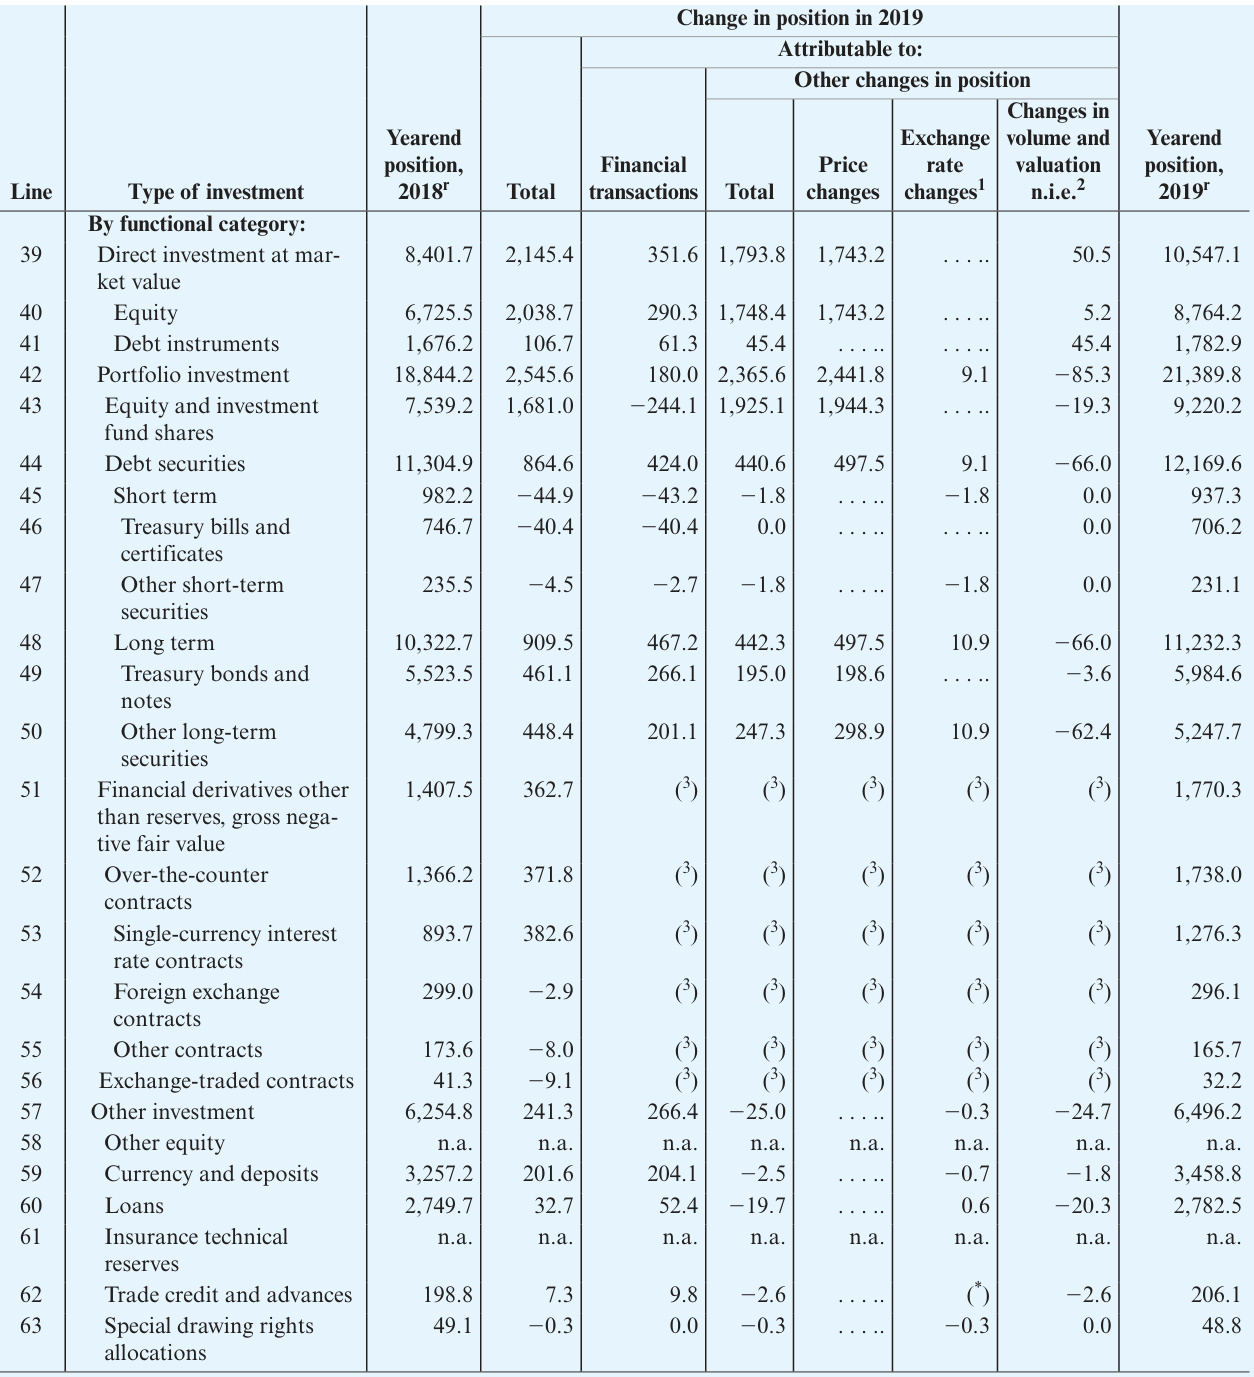 Change in position in 2019
Attributable to:
Other changes in position
Line Type of investment Yearend position, 2018r Total Financial transactions Total Price changes Exchange rate changes1 Changes in volume and valuation n.i.e.2 Yearend position, 2019r
By functional category:
39 Direct investment at mar- 8,401.7 2,145.4 351.6 1,793.8 1,743.2 ..... 50.5 10,547.1
ket value
40 Equity 6,725.5 2,038.7 290.3 1,748.4 1,743.2 ..... 5.2 8,764.2
41 Debt instruments 1,676.2 106.7 61.3 45.4 ..... ..... 45.4 1,782.9
42 Portfolio investment 18,844.2 2,545.6 180.0 2,365.6 2,441.8 9.1 −85.3 21,389.8
43 Equity and investment 7,539.2 1,681.0 −244.1 1,925.1 1,944.3 ..... −19.3 9,220.2
fund shares
44 Debt securities 11,304.9 864.6 424.0 440.6 497.5 9.1 −66.0 12,169.6
45 Short term 982.2 −44.9 −43.2 −1.8 ..... −1.8 0.0 937.3
46 Treasury bills and 746.7 −40.4 −40.4 0.0 ..... ..... 0.0 706.2
certificates
47 Other short-term 235.5 −4.5 −2.7 −1.8 ..... −1.8 0.0 231.1
securities
48 Long term 10,322.7 909.5 467.2 442.3 497.5 10.9 −66.0 11,232.3
49 Treasury bonds and 5,523.5 461.1 266.1 195.0 198.6 ..... −3.6 5,984.6
notes
50 Other long-term 4,799.3 448.4 201.1 247.3 298.9 10.9 −62.4 5,247.7
securities
51 Financial derivatives other 1,407.5 362.7 (3) (3) (3) (3) (3) 1,770.3
than reserves, gross nega-
tive fair value
52 Over-the-counter 1,366.2 371.8 (3) (3) (3) (3) (3) 1,738.0
contracts
53 Single-currency interest 893.7 382.6 (3) (3) (3) (3) (3) 1,276.3
rate contracts
54 Foreign exchange 299.0 −2.9 (3) (3) (3) (3) (3) 296.1
contracts
55 Other contracts 173.6 −8.0 (3) (3) (3) (3) (3) 165.7
56 Exchange-traded contracts 41.3 −9.1 (3) (3) (3) (3) (3) 32.2
57 Other investment 6,254.8 241.3 266.4 −25.0 ..... −0.3 −24.7 6,496.2
58 Other equity n.a. n.a. n.a. n.a. n.a. n.a. n.a. n.a.
59 Currency and deposits 3,257.2 201.6 204.1 −2.5 ..... −0.7 −1.8 3,458.8
60 Loans 2,749.7 32.7 52.4 −19.7 ..... 0.6 −20.3 2,782.5
61 Insurance technical n.a. n.a. n.a. n.a. n.a. n.a. n.a. n.a.
reserves
62 Trade credit and advances 198.8 7.3 9.8 −2.6 ..... (*) −2.6 206.1
63 Special drawing rights 49.1 −0.3 0.0 −0.3 ..... −0.3 0.0 48.8
allocations